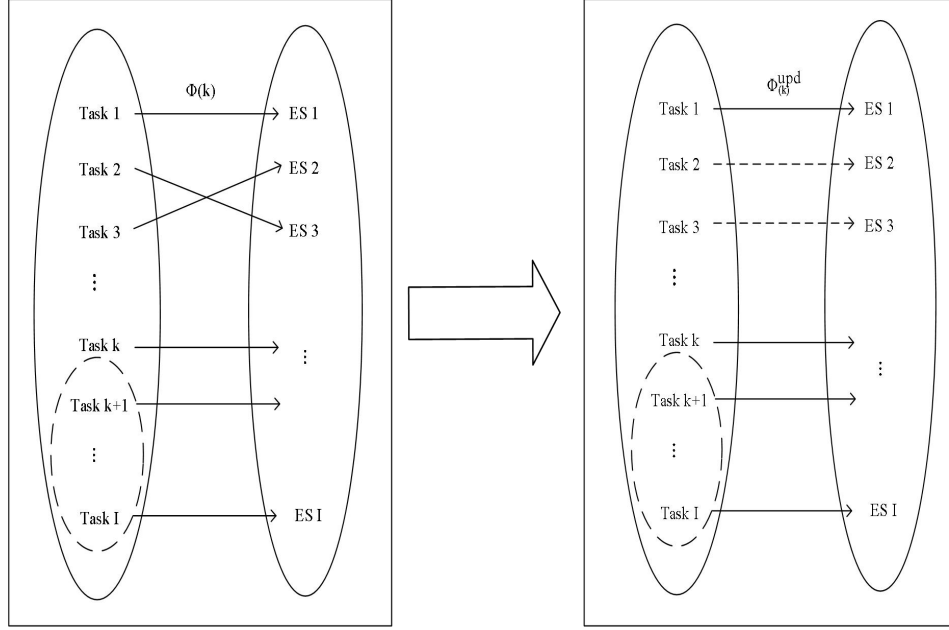 Φ(k)
Task 1
ES 1
Task 2
ES 2
Task 3
ES 3
⋮
Task k
⋮
Task k+1
⋮
Task I
ES I
Φ(k)upd
Task 1
ES 1
Task 2
ES 2
Task 3
ES 3
⋮
Task k
⋮
Task k+1
⋮
Task I
ES I